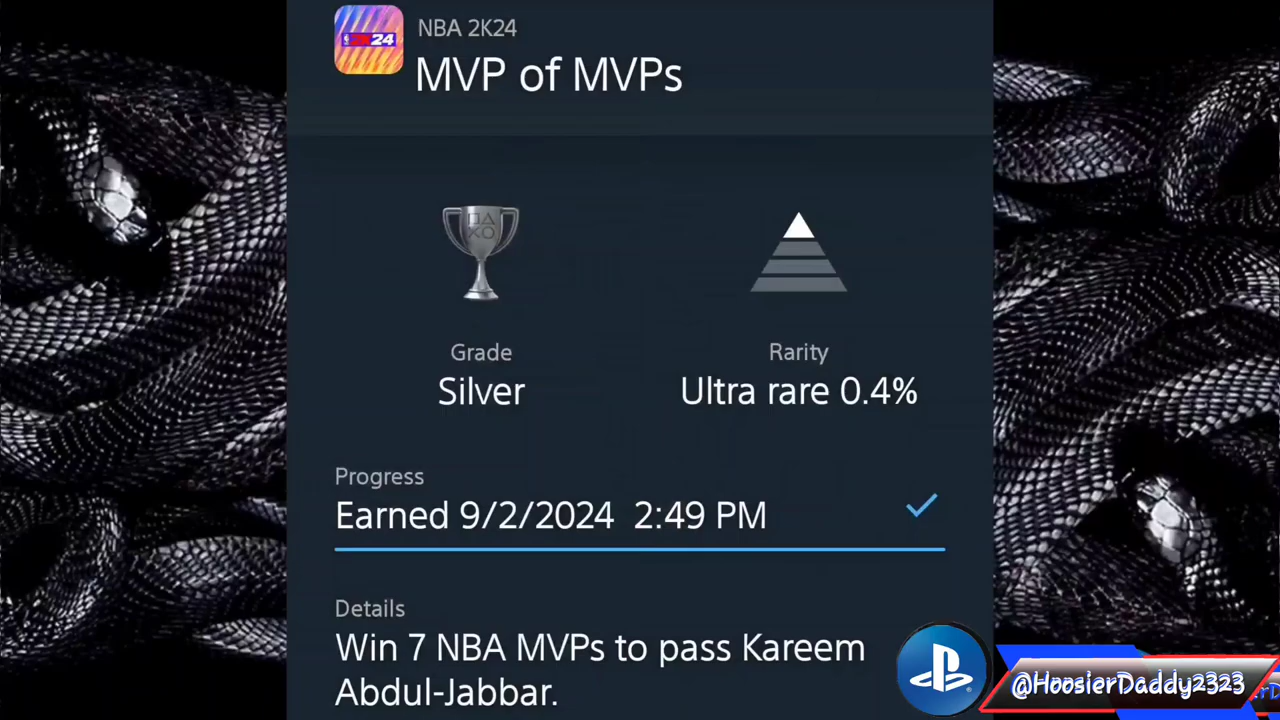 NBA 2K24
2K24
MVP of MVPs
Grade
Silver
Rarity
Ultra rare 0.4%
Progress
Earned 9/2/2024 2:49 PM
Details
Win 7 NBA MVPs to pass Kareem
Abdul-Jabbar.
@HoosierDaddy2323